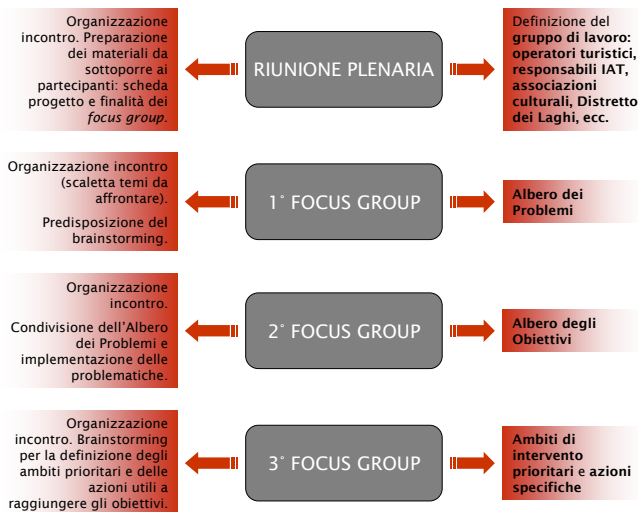 Organizzazione
incontro. Preparazione
dei materiali da
sottoporre ai
partecipanti: scheda
progetto e finalità dei
focus group.
RIUNIONE PLENARIA
Definizione del
gruppo di lavoro:
operatori turistici,
responsabili IAT,
associazioni
culturali, Distretto
dei Laghi, ecc.
Organizzazione incontro
(scaletta temi da
affrontare).
Predisposizione del
brainstorming.
1° FOCUS GROUP
Albero dei
Problemi
Organizzazione
incontro.
Condivisione dell'Albero
dei Problemi e
implementazione delle
problematiche.
2° FOCUS GROUP
Albero degli
Obiettivi
Organizzazione
incontro. Brainstorming
per la definizione degli
ambiti prioritari e delle
azioni utili a
raggiungere gli obiettivi.
3° FOCUS GROUP
Ambiti di
intervento
prioritari e azioni
specifiche